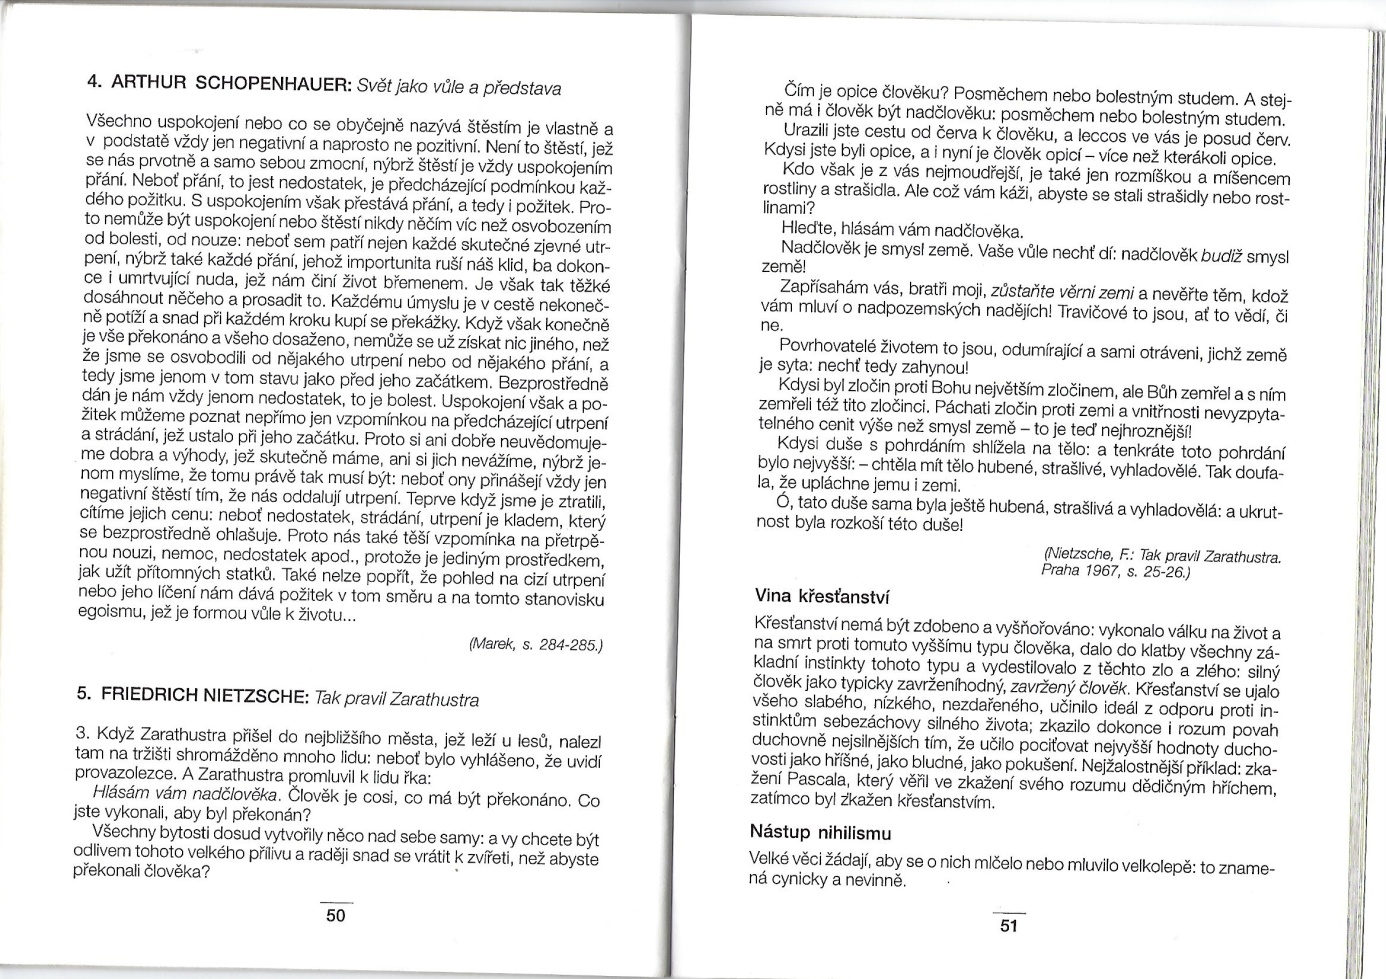 4. ARTHUR SCHOPENHAUER: Svět jako vůle a představa
Všechno uspokojení nebo co se obyčejně nazývá štěstím je vlastně a
v podstatě vždy jen negativní a naprosto ne pozitivní. Není to štěstí, jež
se nás prvotně a samo sebou zmocní, nýbrž štěstí je vždy uspokojením
přání. Neboť přání, to jest nedostatek, je předcházející podmínkou kaž-
dého požitku. S uspokojením však přestává přání, a tedy i požitek. Pro-
to nemůže být uspokojení nebo štěstí nikdy něčím víc než osvobozením
od bolesti, od nouze: neboť sem patří nejen každé skutečné zjevné utr-
pení, nýbrž také každé přání, jehož importunita ruší náš klid, ba dokon-
ce i umrtvující nuda, jež nám činí život břemenem. Je však tak těžké
dosáhnout něčeho a prosadit to. Každému úmyslu je v cestě nekoneč-
ně potíží a snad při každém kroku kupí se překážky. Když však konečně
je vše překonáno a všeho dosaženo, nemůže se už získat nic jiného, než
že jsme se osvobodili od nějakého utrpení nebo od nějakého přání, a
tedy jsme jenom v tom stavu jako před jeho začátkem. Bezprostředně
dán je nám vždy jenom nedostatek, to je bolest. Uspokojení však a po-
žitek můžeme poznat nepřímo jen vzpomínkou na předcházející utrpení
a strádání, jež ustalo při jeho začátku. Proto si ani dobře neuvědomuje-
me dobra a výhody, jež skutečně máme, ani si jich nevážíme, nýbrž je-
nom myslíme, že tomu právě tak musí být: neboť ony přinášejí vždy jen
negativní štěstí tím, že nás oddalují utrpení. Teprve když jsme je ztratili,
cítíme jejich cenu: neboť nedostatek, strádání, utrpení je kladem, který
se bezprostředně ohlašuje. Proto nás také těší vzpomínka na přetrpě-
nou nouzi, nemoc, nedostatek apod., protože je jediným prostředkem,
jak užít přítomných statků. Také nelze popřít, že pohled na cizí utrpení
nebo jeho líčení nám dává požitek v tom směru a na tomto stanovisku
egoismu, jež je formou vůle k životu...
(Marek, s. 284-285.)
5. FRIEDRICH NIETZSCHE: Tak pravil Zarathustra
3. Když Zarathustra přišel do nejbližšího města, jež leží u lesů, nalezl
tam na tržišti shromážděno mnoho lidu: neboť bylo vyhlášeno, že uvidí
provazolezce. A Zarathustra promluvil k lidu řka:
Hlásám vám nadčlověka. Člověk je cosi, co má být překonáno. Co
jste vykonali, aby byl překonán?
Všechny bytosti dosud vytvořily něco nad sebe samy: a vy chcete být
odlivem tohoto velkého přílivu a raději snad se vrátit k zvířeti, než abyste
překonali člověka?
50
Čím je opice člověku? Posměchem nebo bolestným studem. A stej-
ně má i člověk být nadčlověku: posměchem nebo bolestným studem.
Urazili jste cestu od červa k člověku, a leccos ve vás je posud červ.
Kdysi jste byli opice, a i nyní je člověk opicí – více než kterákoli opice.
Kdo však je z vás nejmoudřejší, je také jen rozmíškou a míšencem
rostliny a strašidla. Ale což vám káži, abyste se stali strašidly nebo rost-
linami?
Hleďte, hlásám vám nadčlověka.
Nadčlověk je smysl země. Vaše vůle nechť dí: nadčlověk budiž smysl
země!
Zapřísahám vás, bratři moji, zůstaňte věrni zemi a nevěřte těm, kdož
vám mluví o nadpozemských nadějích! Travičové to jsou, ať to vědí, či
ne.
Povrhovatelé životem to jsou, odumírající a sami otráveni, jichž země
je syta: nechť tedy zahynou!
Kdysi byl zločin proti Bohu největším zločinem, ale Bůh zemřel a s ním
zemřeli též tito zločinci. Páchati zločin proti zemi a vnitřnosti nevyzpyta-
telného cenit výše než smysl země – to je teď nejhroznější!
Kdysi duše s pohrdáním shlížela na tělo: a tenkráte toto pohrdání
bylo nejvyšší: – chtěla mít tělo hubené, strašlivé, vyhladovělé. Tak doufa-
la, že upláchne jemu i zemi.
Ó, tato duše sama byla ještě hubená, strašlivá a vyhladovělá: a ukrut-
nost byla rozkoší této duše!
(Nietzsche, F.: Tak pravil Zarathustra.
Praha 1967, s. 25-26.)
Vina křesťanství
Křesťanství nemá být zdobeno a vyšňořováno: vykonalo válku na život a
na smrt proti tomuto vyššímu typu člověka, dalo do klatby všechny zá-
kladní instinkty tohoto typu a vydestilovalo z těchto zlo a zlého: silný
člověk jako typicky zavrženíhodný, zavržený člověk. Křesťanství se ujalo
všeho slabého, nízkého, nezdařeného, učinilo ideál z odporu proti in-
stinktům sebezáchovy silného života; zkazilo dokonce i rozum povah
duchovně nejsilnějších tím, že učilo pociťovat nejvyšší hodnoty ducho-
vosti jako hříšné, jako bludné, jako pokušení. Nejžalostnější příklad: zka-
žení Pascala, který věřil ve zkažení svého rozumu dědičným hříchem,
zatímco byl zkažen křesťanstvím.
Nástup nihilismu
Velké věci žádají, aby se o nich mlčelo nebo mluvilo velkolepě: to zname-
ná cynicky a nevinně.
51